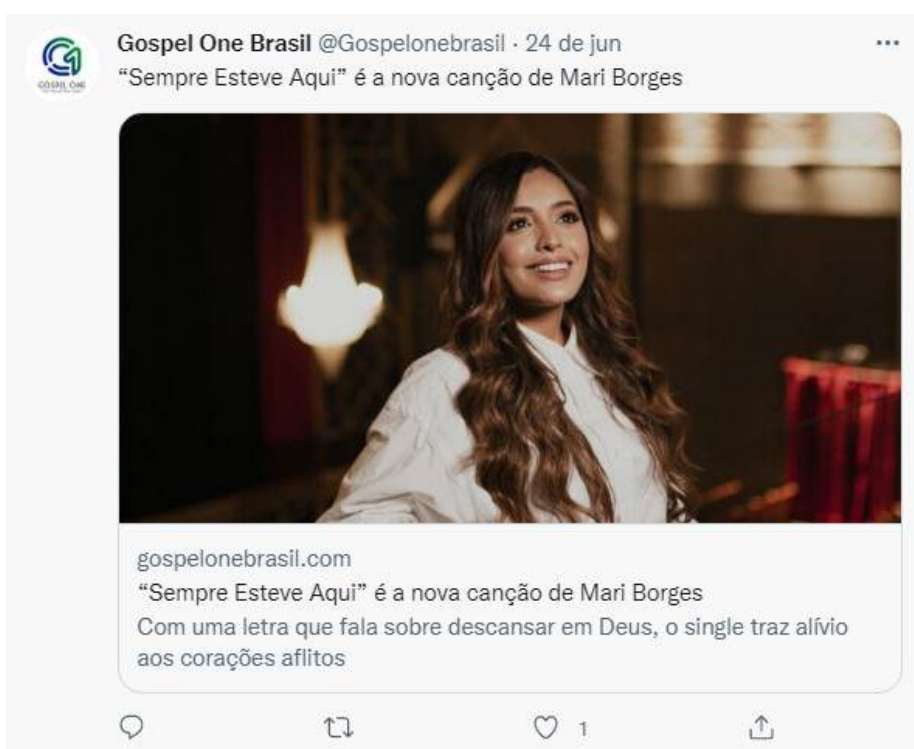 Gospel One Brasil @Gospelonebrasil · 24 de jun
“Sempre Esteve Aqui” é a nova canção de Mari Borges
GOSPEL ONE
gospelonebrasil.com
“Sempre Esteve Aqui” é a nova canção de Mari Borges
Com uma letra que fala sobre descansar em Deus, o single traz alívio
aos corações aflitos
1